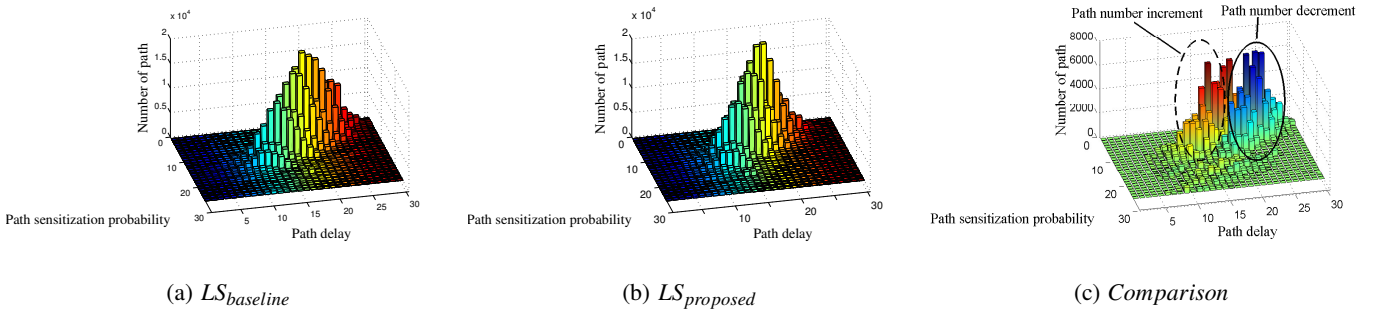 x 10^4
2
1.5
1
0.5
0
Number of path
0
10
20
30
Path sensitization probability
5
10
15
20
25
30
Path delay
(a) LS_baseline
x 10^4
2
1.5
1
0.5
0
Number of path
0
10
20
30
Path sensitization probability
10
20
30
Path delay
(b) LS_proposed
Path number increment
Path number decrement
8000
6000
4000
2000
0
Number of path
0
10
20
30
Path sensitization probability
5
10
15
20
25
30
Path delay
(c) Comparison